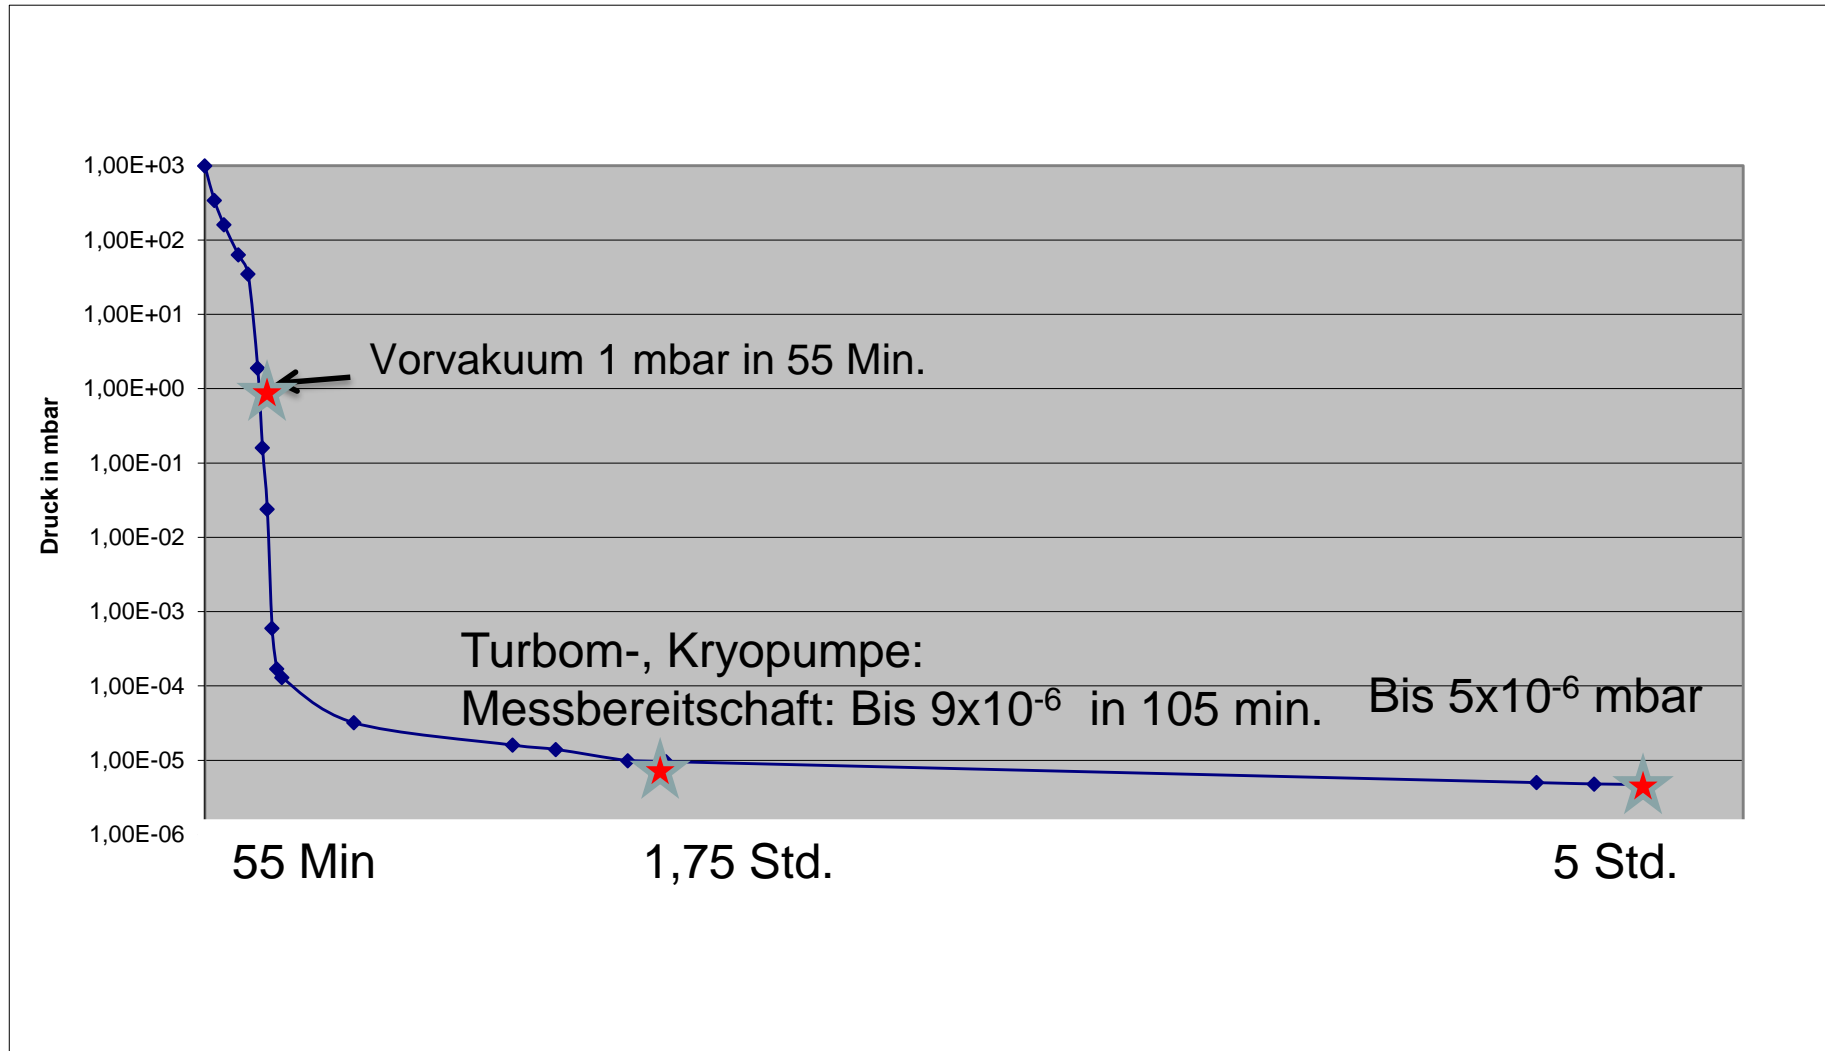 1,00E+03
1,00E+02
1,00E+01
Vorvakuum 1 mbar in 55 Min.
1,00E+00
1,00E-01
Druck in mbar
1,00E-02
1,00E-03
Turbom-, Kryopumpe:
1,00E-04
Messbereitschaft: Bis 9x10⁻⁶ in 105 min.
Bis 5x10⁻⁶ mbar
1,00E-05
1,00E-06
55 Min
1,75 Std.
5 Std.